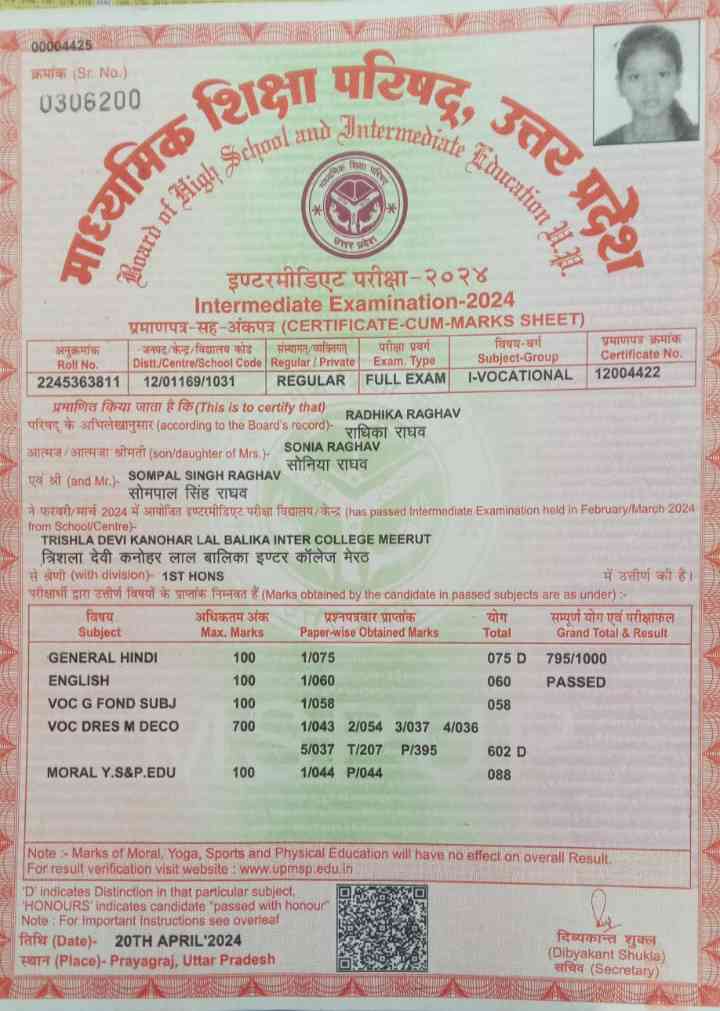 00004425
क्रमांक (Sr. No.)
0306200
माध्यमिक शिक्षा परिषद्, उत्तर प्रदेश
Board of High School and Intermediate Education U.P.
माध्यमिक शिक्षा परिषद्
उत्तर प्रदेश
इण्टरमीडिएट परीक्षा-२०२४
Intermediate Examination-2024
प्रमाणपत्र-सह-अंकपत्र (CERTIFICATE-CUM-MARKS SHEET)
अनुक्रमांक जनपद/केन्द्र/विद्यालय कोड संस्थागत/व्यक्तिगत परीक्षा प्रवर्ग विषय-वर्ग प्रमाणपत्र क्रमांक
Roll No. Distt./Centre/School Code Regular / Private Exam. Type Subject-Group Certificate No.
2245363811 12/01169/1031 REGULAR FULL EXAM I-VOCATIONAL 12004422
प्रमाणित किया जाता है कि (This is to certify that) RADHIKA RAGHAV
परिषद् के अभिलेखानुसार (according to the Board's record)- राधिका राघव
आत्मज/आत्मजा श्रीमती (son/daughter of Mrs.)- SONIA RAGHAV
सोनिया राघव
एवं श्री (and Mr.)- SOMPAL SINGH RAGHAV
सोमपाल सिंह राघव
ने फरवरी/मार्च 2024 में आयोजित इण्टरमीडिएट परीक्षा विद्यालय/केन्द्र (has passed Intermediate Examination held in February/March 2024
from School/Centre)-
TRISHLA DEVI KANOHAR LAL BALIKA INTER COLLEGE MEERUT
त्रिशला देवी कनोहर लाल बालिका इण्टर कॉलेज मेरठ
से श्रेणी (with division)- 1ST HONS में उत्तीर्ण की है।
परीक्षार्थी द्वारा उत्तीर्ण विषयों के प्राप्तांक निम्नवत हैं (Marks obtained by the candidate in passed subjects are as under) :-
विषय अधिकतम अंक प्रश्नपत्रवार प्राप्तांक योग सम्पूर्ण योग एवं परीक्षाफल
Subject Max. Marks Paper-wise Obtained Marks Total Grand Total & Result
GENERAL HINDI 100 1/075 075 D 795/1000
ENGLISH 100 1/060 060 PASSED
VOC G FOND SUBJ 100 1/058 058
VOC DRES M DECO 700 1/043 2/054 3/037 4/036
5/037 T/207 P/395 602 D
MORAL Y.S&P.EDU 100 1/044 P/044 088
Note :- Marks of Moral, Yoga, Sports and Physical Education will have no effect on overall Result.
For result verification visit website : www.upmsp.edu.in
'D' indicates Distinction in that particular subject.
'HONOURS' indicates candidate "passed with honour"
Note : For Important Instructions see overleaf
तिथि (Date)- 20TH APRIL'2024
स्थान (Place)- Prayagraj, Uttar Pradesh
दिब्यकान्त शुक्ल
(Dibyakant Shukla)
सचिव (Secretary)